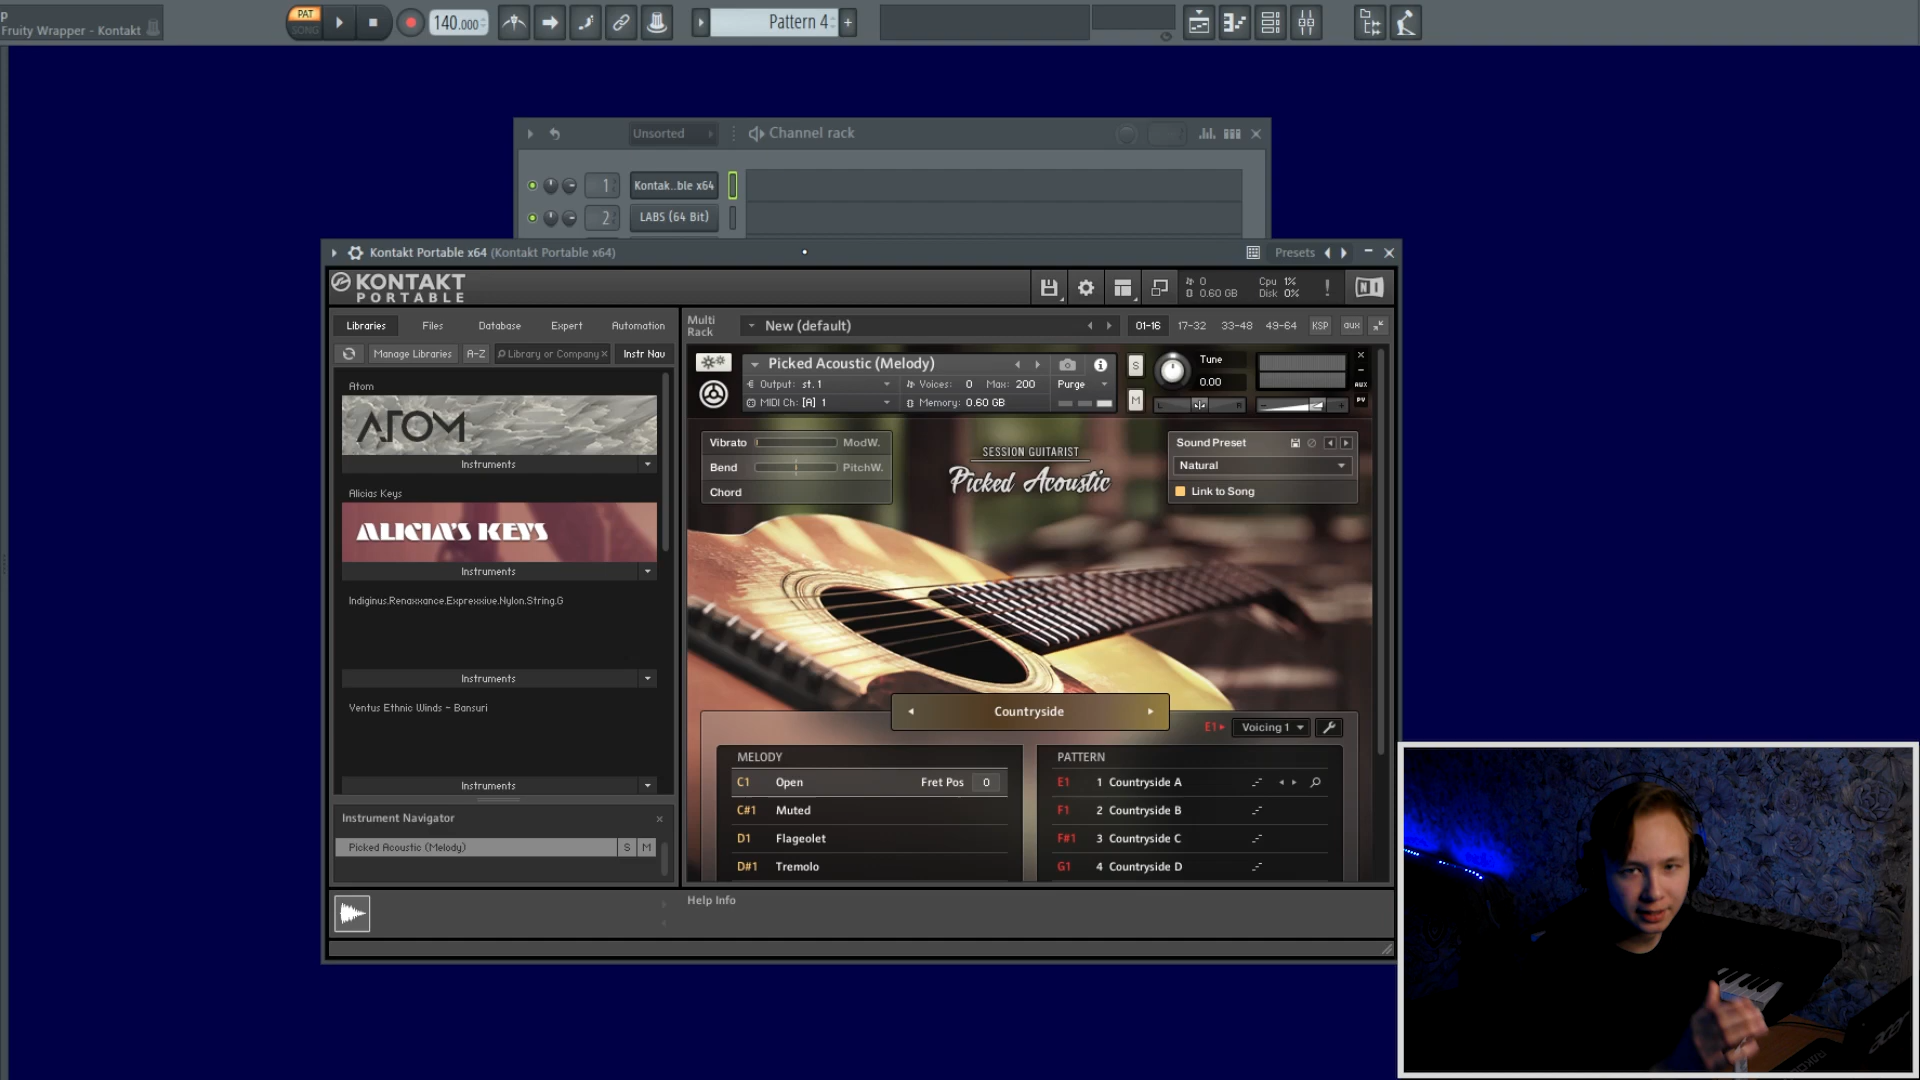 P
Fruity Wrapper - Kontakt
PAT
SONG
140.000
Pattern 4
+
Unsorted
Channel rack
1
Kontak..ble x64
2
LABS (64 Bit)
Kontakt Portable x64 (Kontakt Portable x64)
Presets
KONTAKT
PORTABLE
0
0.60 GB
Cpu 1%
Disk 0%
!
NI
Libraries
Files
Database
Expert
Automation
Manage Libraries
A-Z
Library or Company
Instr Nav
Atom
ATOM
Instruments
Alicias Keys
ALICIA'S KEYS
Instruments
Indiginus.Renaxxance.Exprexxive.Nylon.String.G
Instruments
Ventus Ethnic Winds - Bansuri
Instruments
Instrument Navigator
Picked Acoustic (Melody)
S
M
Multi
Rack
New (default)
01-16
17-32
33-48
49-64
KSP
aux
Picked Acoustic (Melody)
Output: st.1
Voices: 0 Max: 200
Purge
MIDI Ch: [A] 1
Memory: 0.60 GB
S
M
Tune
0.00
L
R
AUX
PV
Vibrato
ModW.
Bend
PitchW.
Chord
SESSION GUITARIST
Picked Acoustic
Sound Preset
Natural
Link to Song
Countryside
E1
Voicing 1
MELODY
C1 Open Fret Pos 0
C#1 Muted
D1 Flageolet
D#1 Tremolo
PATTERN
E1 1 Countryside A
F1 2 Countryside B
F#1 3 Countryside C
G1 4 Countryside D
Help Info